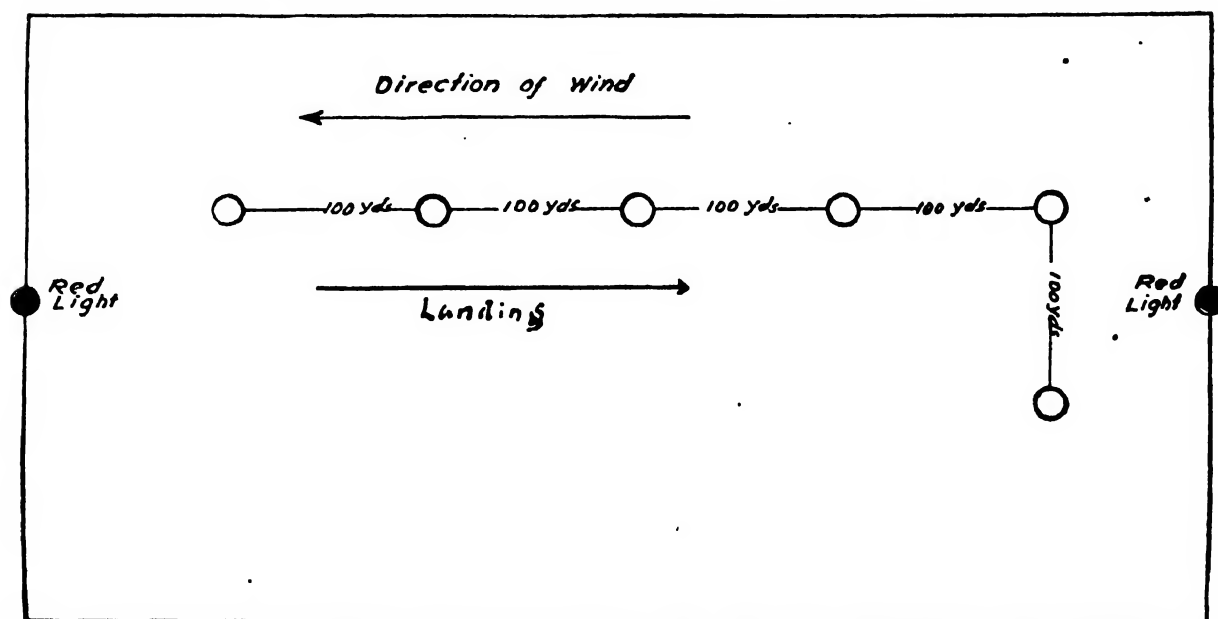 Direction of Wind
100 yds
100 yds
100 yds
100 yds
Red
Light
Landing
100 yds
Red
Light